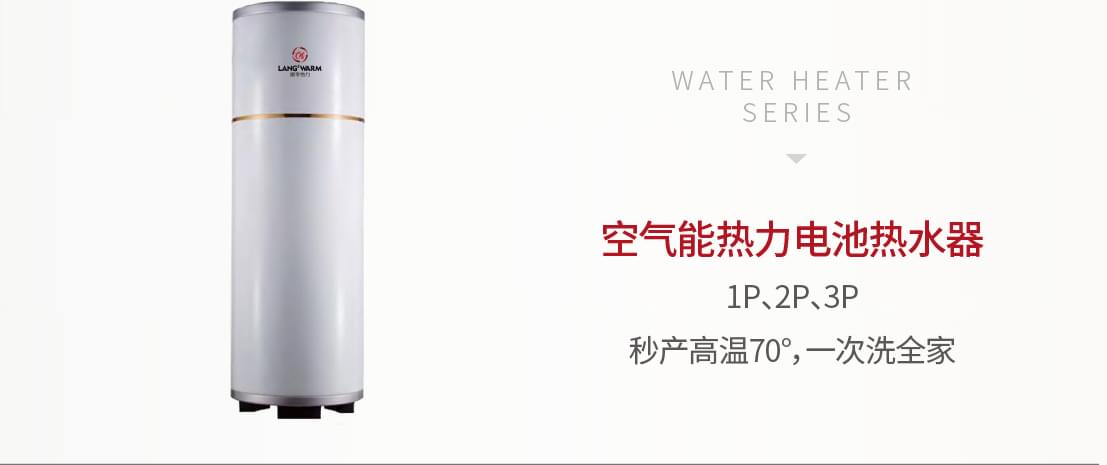 LANG'WARM
WATER HEATER
SERIES
空气能热力电池热水器
1P、2P、3P
秒产高温70°，一次洗全家